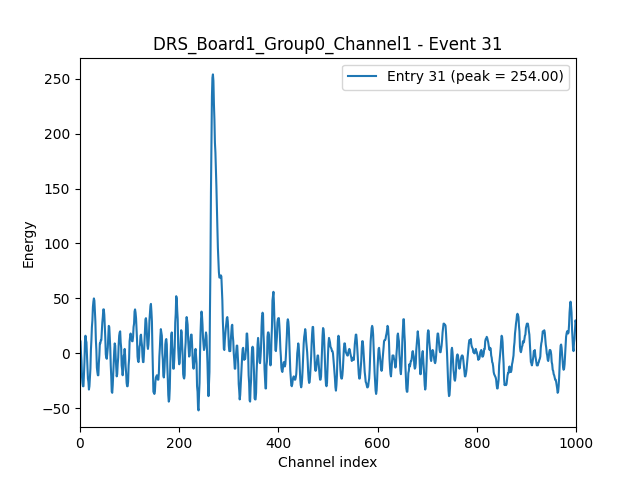 DRS_Board1_Group0_Channel1 - Event 31
Entry 31 (peak = 254.00)
Energy
250
200
150
100
50
0
−50
0 200 400 600 800 1000
Channel index